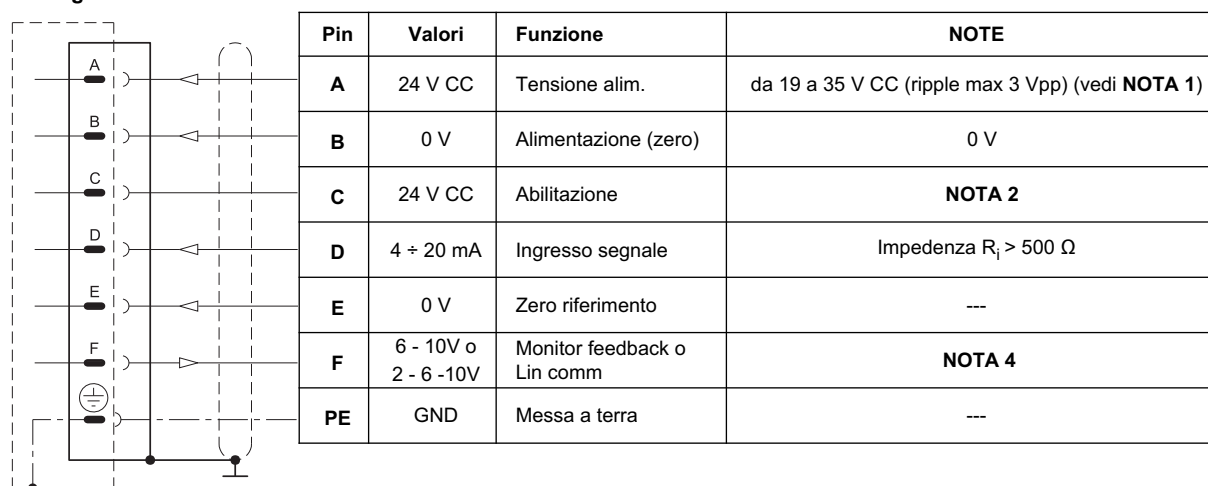 Pin Valori Funzione NOTE
A A 24 V CC Tensione alim. da 19 a 35 V CC (ripple max 3 Vpp) (vedi NOTA 1)
B B 0 V Alimentazione (zero) 0 V
C C 24 V CC Abilitazione NOTA 2
D D 4 ÷ 20 mA Ingresso segnale Impedenza Ri > 500 Ω
E E 0 V Zero riferimento ---
F F 6 - 10V o 2 - 6 -10V Monitor feedback o Lin comm NOTA 4
PE GND Messa a terra ---